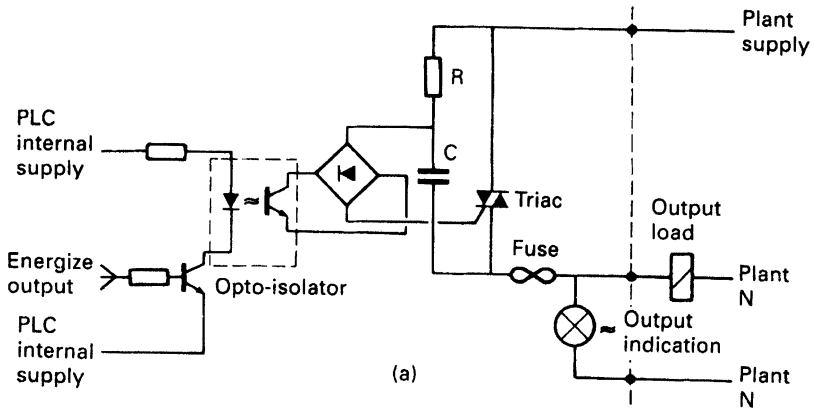 Plant
supply
R
PLC
internal
supply
C
Triac
Output
load
Fuse
Energize
output
Opto-isolator
Plant
N
PLC
internal
supply
Output
indication
(a)
Plant
N